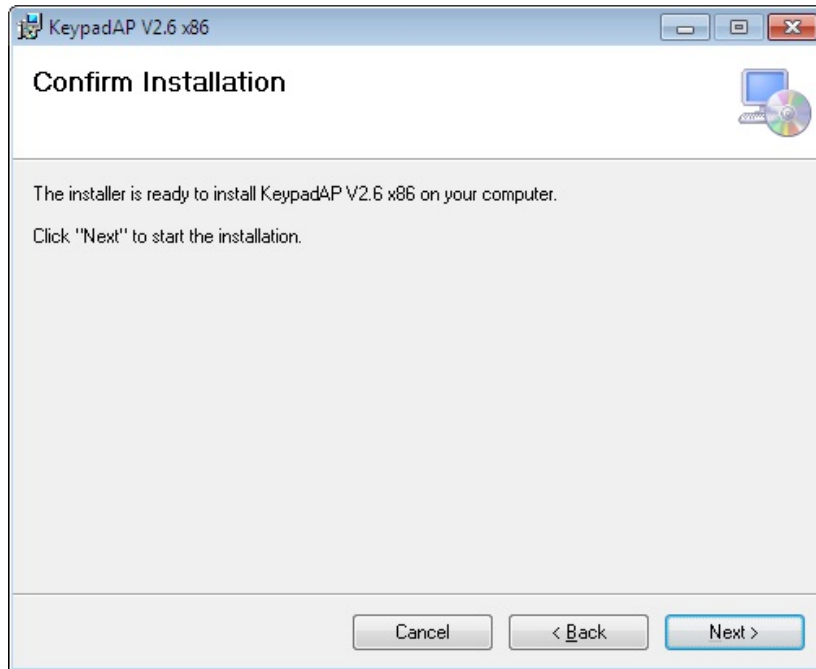 KeypadAP V2.6 x86
Confirm Installation
The installer is ready to install KeypadAP V2.6 x86 on your computer.
Click "Next" to start the installation.
Cancel
< Back
Next >